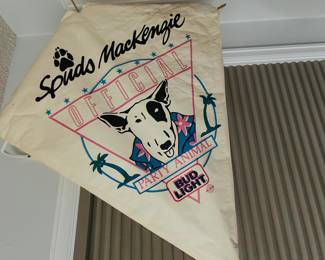 Spuds MacKenzie
OFFICIAL
PARTY ANIMAL
BUD
LIGHT